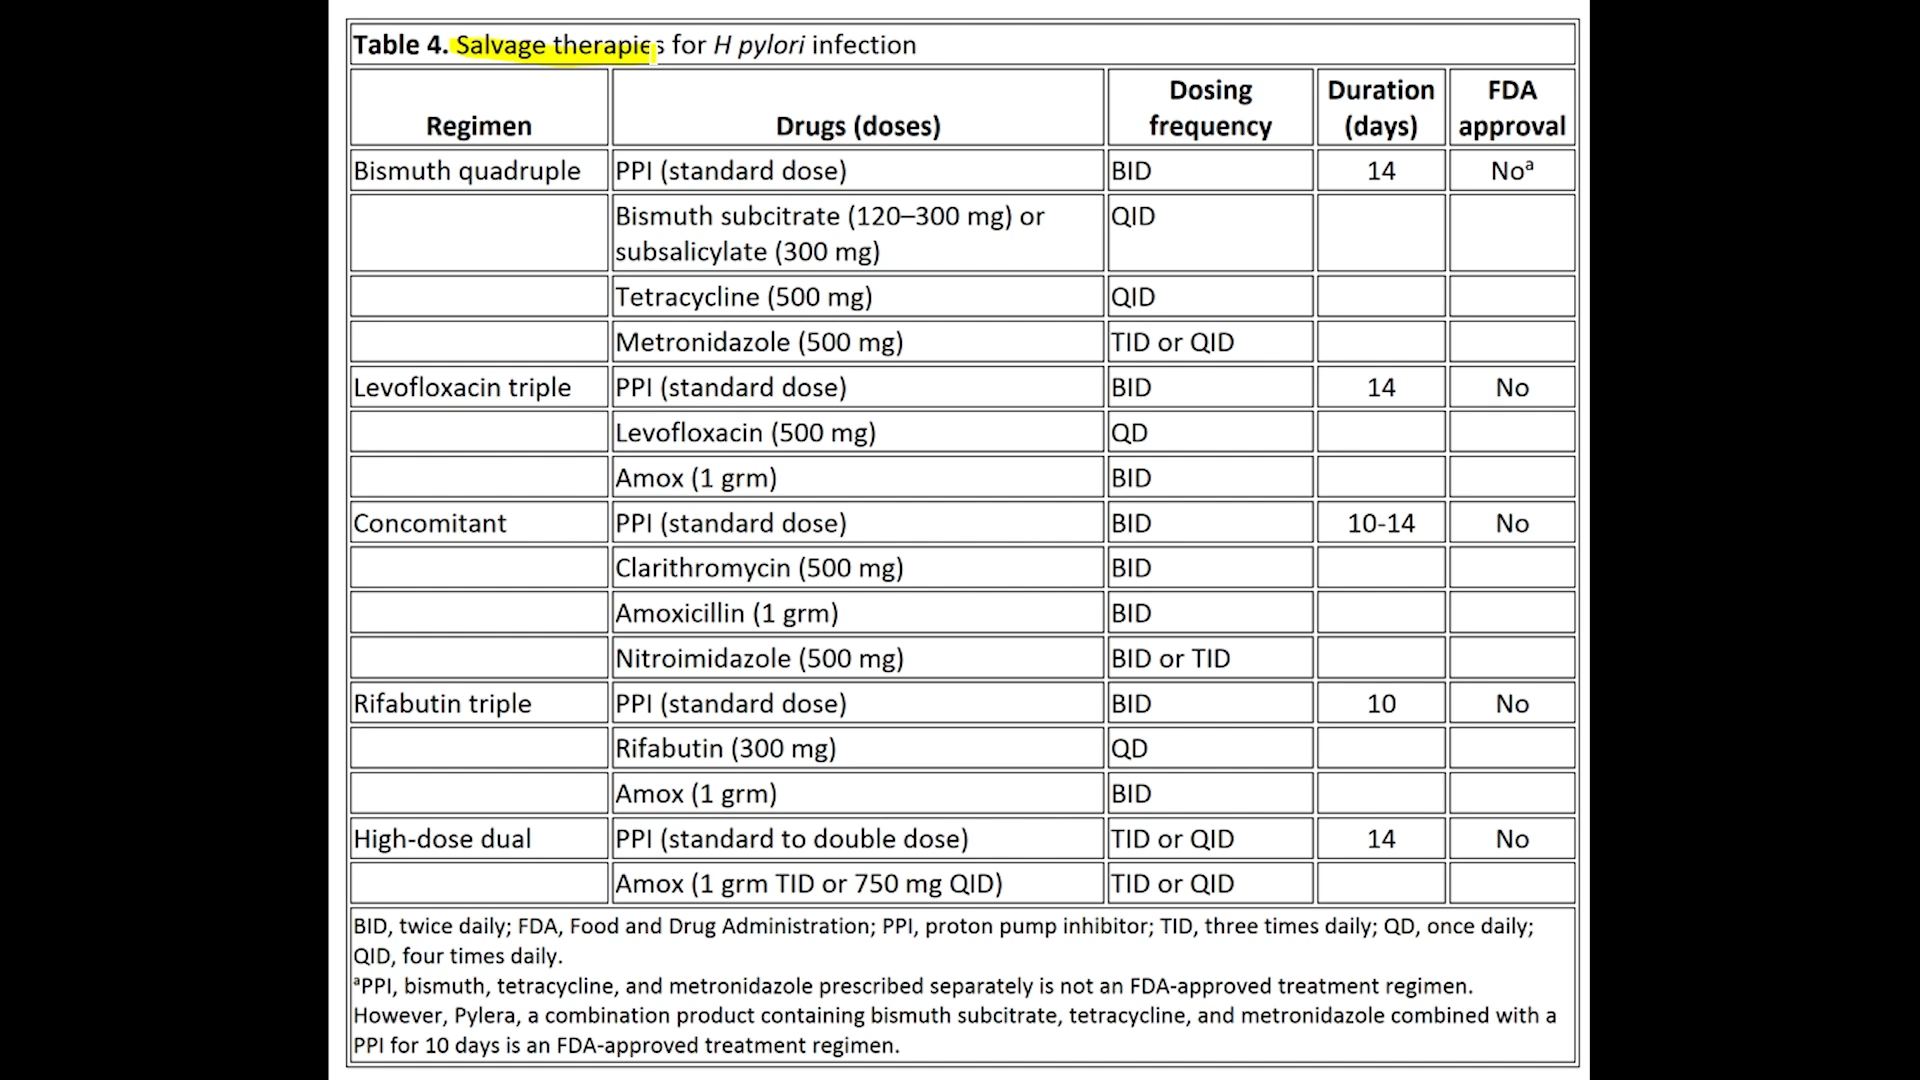 Table 4. Salvage therapies for H pylori infection
Regimen Drugs (doses) Dosing frequency Duration (days) FDA approval
Bismuth quadruple PPI (standard dose) BID 14 Noᵃ
Bismuth subcitrate (120–300 mg) or subsalicylate (300 mg) QID
Tetracycline (500 mg) QID
Metronidazole (500 mg) TID or QID
Levofloxacin triple PPI (standard dose) BID 14 No
Levofloxacin (500 mg) QD
Amox (1 grm) BID
Concomitant PPI (standard dose) BID 10-14 No
Clarithromycin (500 mg) BID
Amoxicillin (1 grm) BID
Nitroimidazole (500 mg) BID or TID
Rifabutin triple PPI (standard dose) BID 10 No
Rifabutin (300 mg) QD
Amox (1 grm) BID
High-dose dual PPI (standard to double dose) TID or QID 14 No
Amox (1 grm TID or 750 mg QID) TID or QID
BID, twice daily; FDA, Food and Drug Administration; PPI, proton pump inhibitor; TID, three times daily; QD, once daily;
QID, four times daily.
ᵃPPI, bismuth, tetracycline, and metronidazole prescribed separately is not an FDA-approved treatment regimen.
However, Pylera, a combination product containing bismuth subcitrate, tetracycline, and metronidazole combined with a
PPI for 10 days is an FDA-approved treatment regimen.